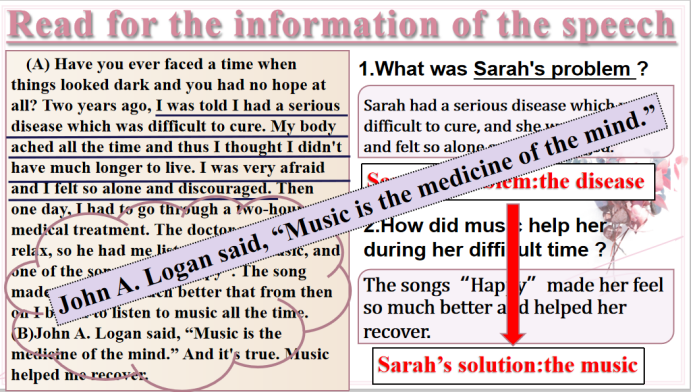 Read for the information of the speech
(A) Have you ever faced a time when
things looked dark and you had no hope at
all? Two years ago, I was told I had a serious
disease which was difficult to cure. My body
ached all the time and thus I thought I didn't
have much longer to live. I was very afraid
and I felt so alone and discouraged. Then
one day, I had to go through a two-hour
medical treatment. The doctor
relax, so he had me and
one of the The song
made better that from then
on I to listen to music all the time.
(B)John A. Logan said, “Music is the
medicine of the mind.” And it's true. Music
helped me recover.
John A. Logan said, “Music is the medicine of the mind.”
1.What was Sarah's problem ?
Sarah had a serious disease which
difficult to cure, and she
and felt so alone
problem:the disease
2.How did music help her
during her difficult time ?
The songs “Happy” made her feel
so much better and helped her
recover.
Sarah’s solution:the music